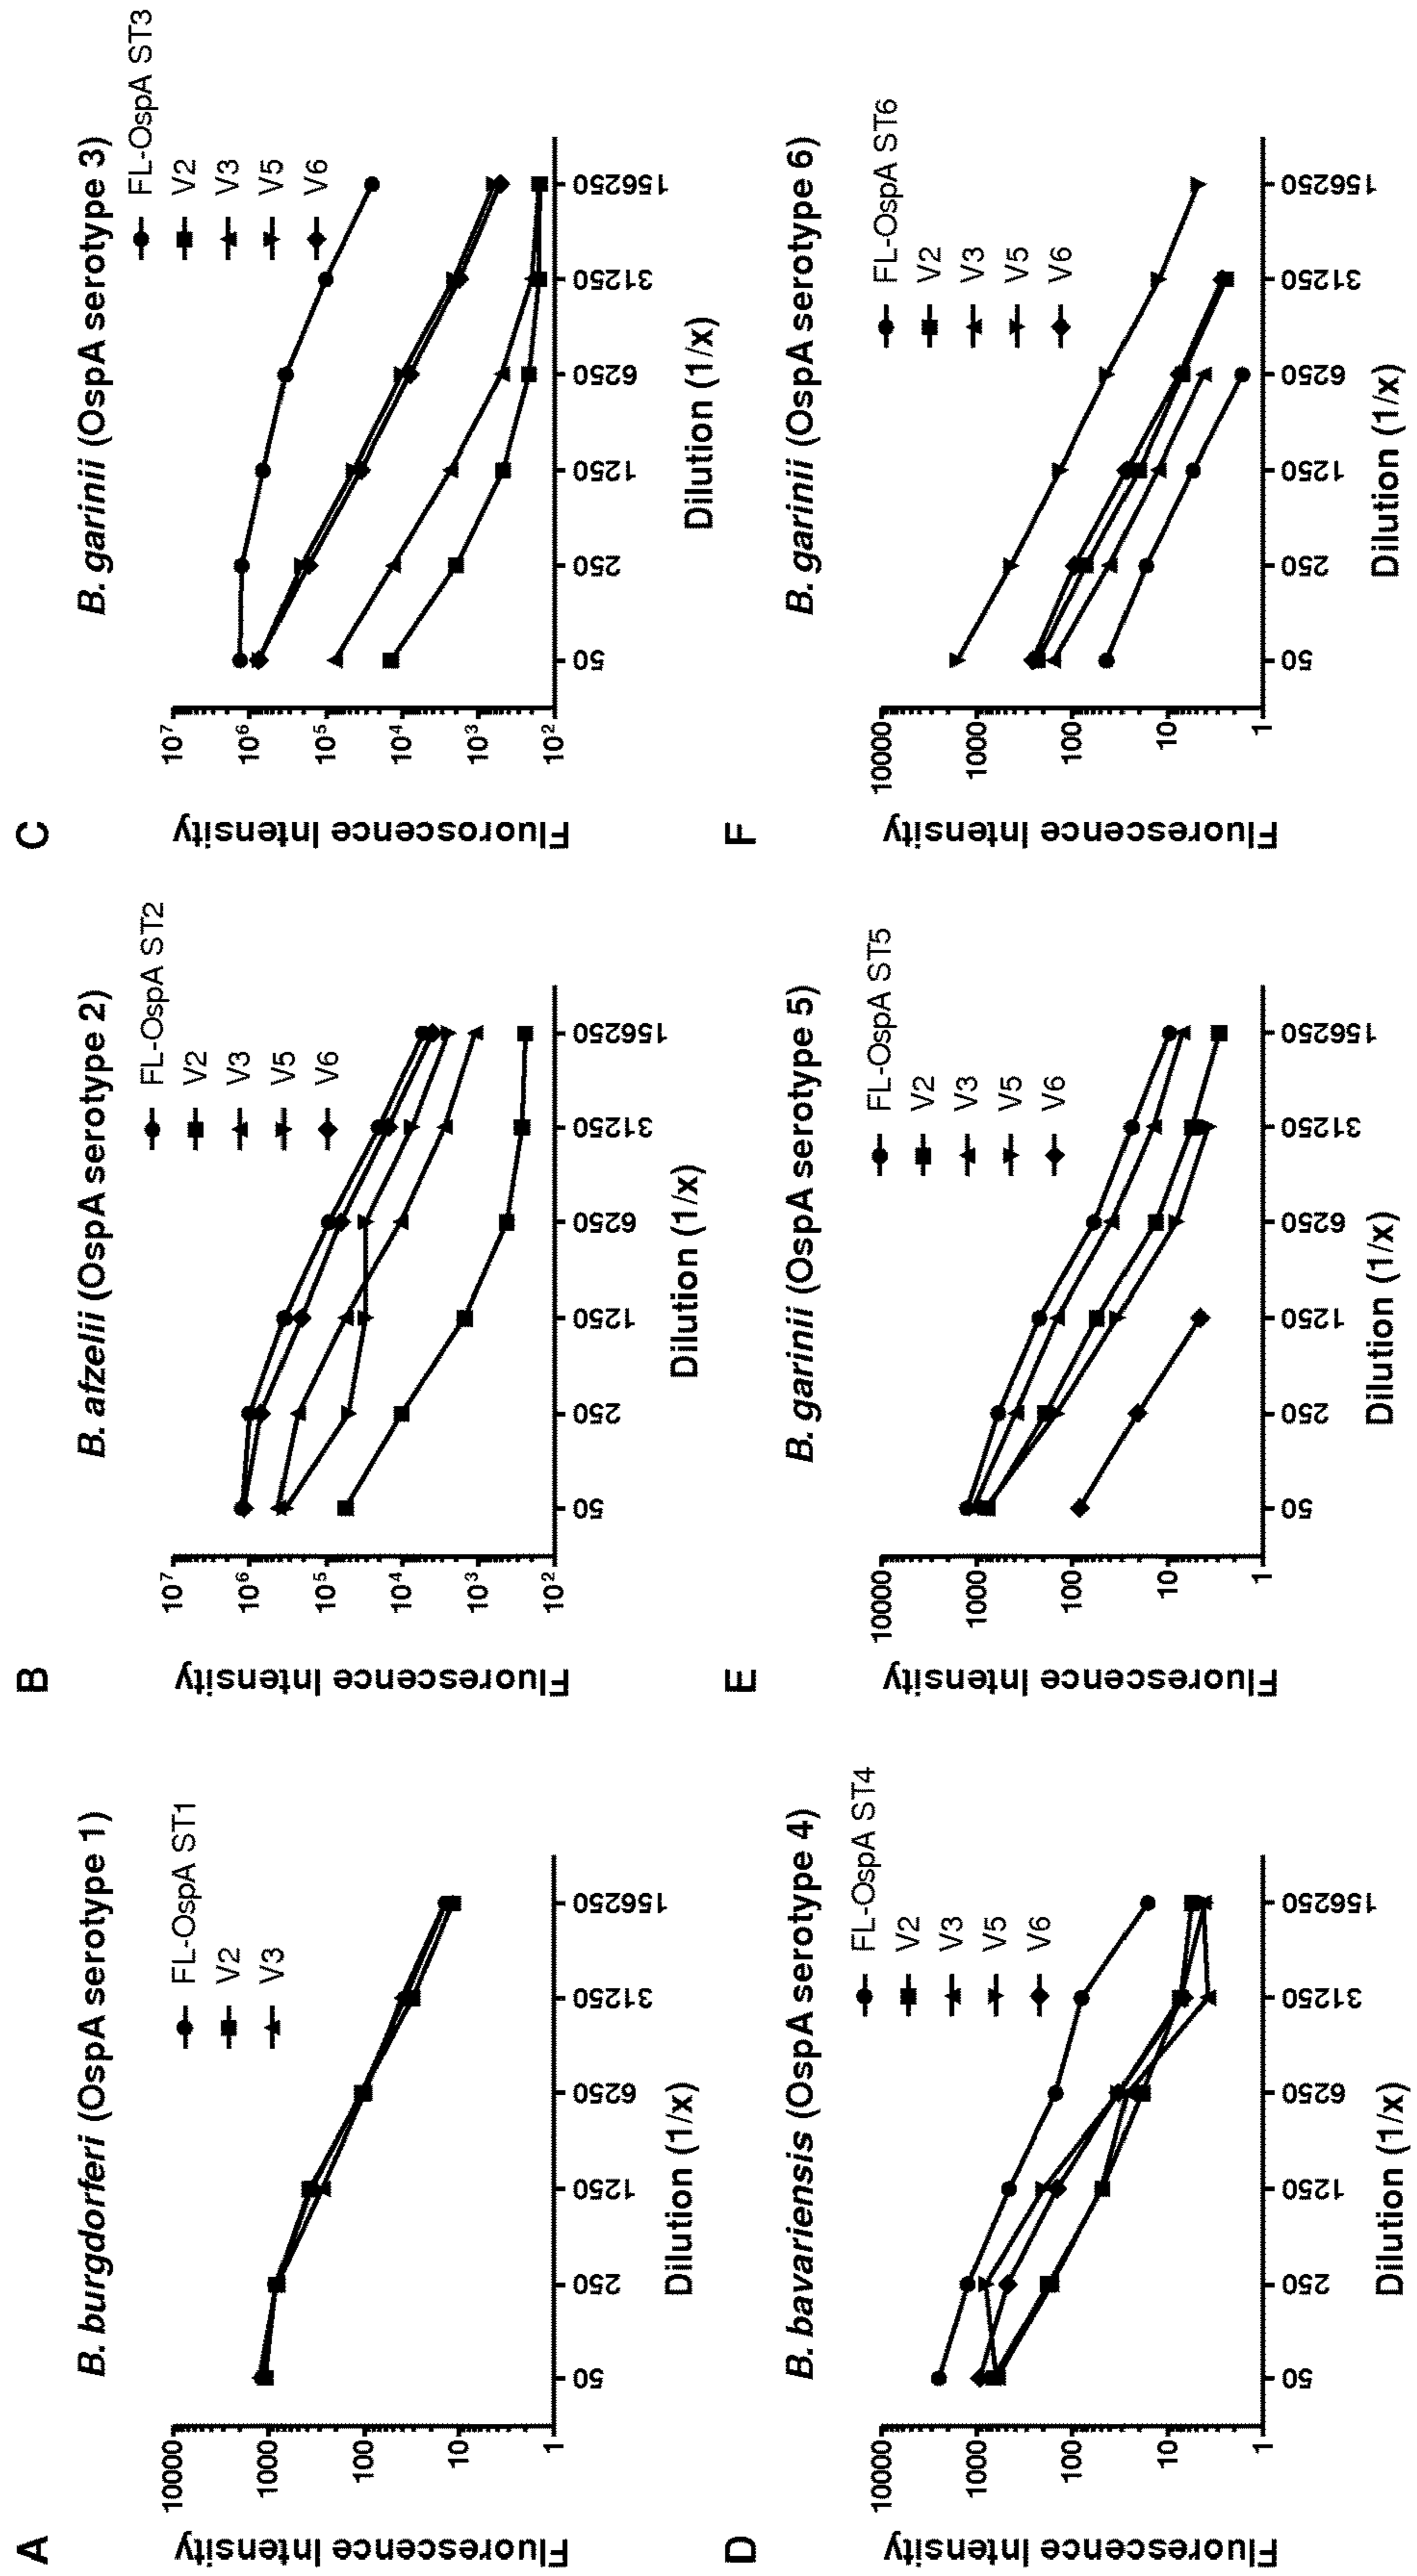 A
B. burgdorferi (OspA serotype 1)
FL-OspA ST1
V2
V3
Fluorescence Intensity
10000
1000
100
10
1
50
250
1250
6250
31250
156250
Dilution (1/x)
B
B. afzelii (OspA serotype 2)
FL-OspA ST2
V2
V3
V5
V6
Fluorescence Intensity
10⁷
10⁶
10⁵
10⁴
10³
10²
50
250
1250
6250
31250
156250
Dilution (1/x)
C
B. garinii (OspA serotype 3)
FL-OspA ST3
V2
V3
V5
V6
Fluoroscence Intensity
10⁷
10⁶
10⁵
10⁴
10³
10²
50
250
1250
6250
31250
156250
Dilution (1/x)
D
B. bavariensis (OspA serotype 4)
FL-OspA ST4
V2
V3
V5
V6
Fluorescence Intensity
10000
1000
100
10
1
50
250
1250
6250
31250
156250
Dilution (1/x)
E
B. garinii (OspA serotype 5)
FL-OspA ST5
V2
V3
V5
V6
Fluorescence Intensity
10000
1000
100
10
1
50
250
1250
6250
31250
156250
Dilution (1/x)
F
B. garinii (OspA serotype 6)
FL-OspA ST6
V2
V3
V5
V6
Fluorescence Intensity
10000
1000
100
10
1
50
250
1250
6250
31250
156250
Dilution (1/x)